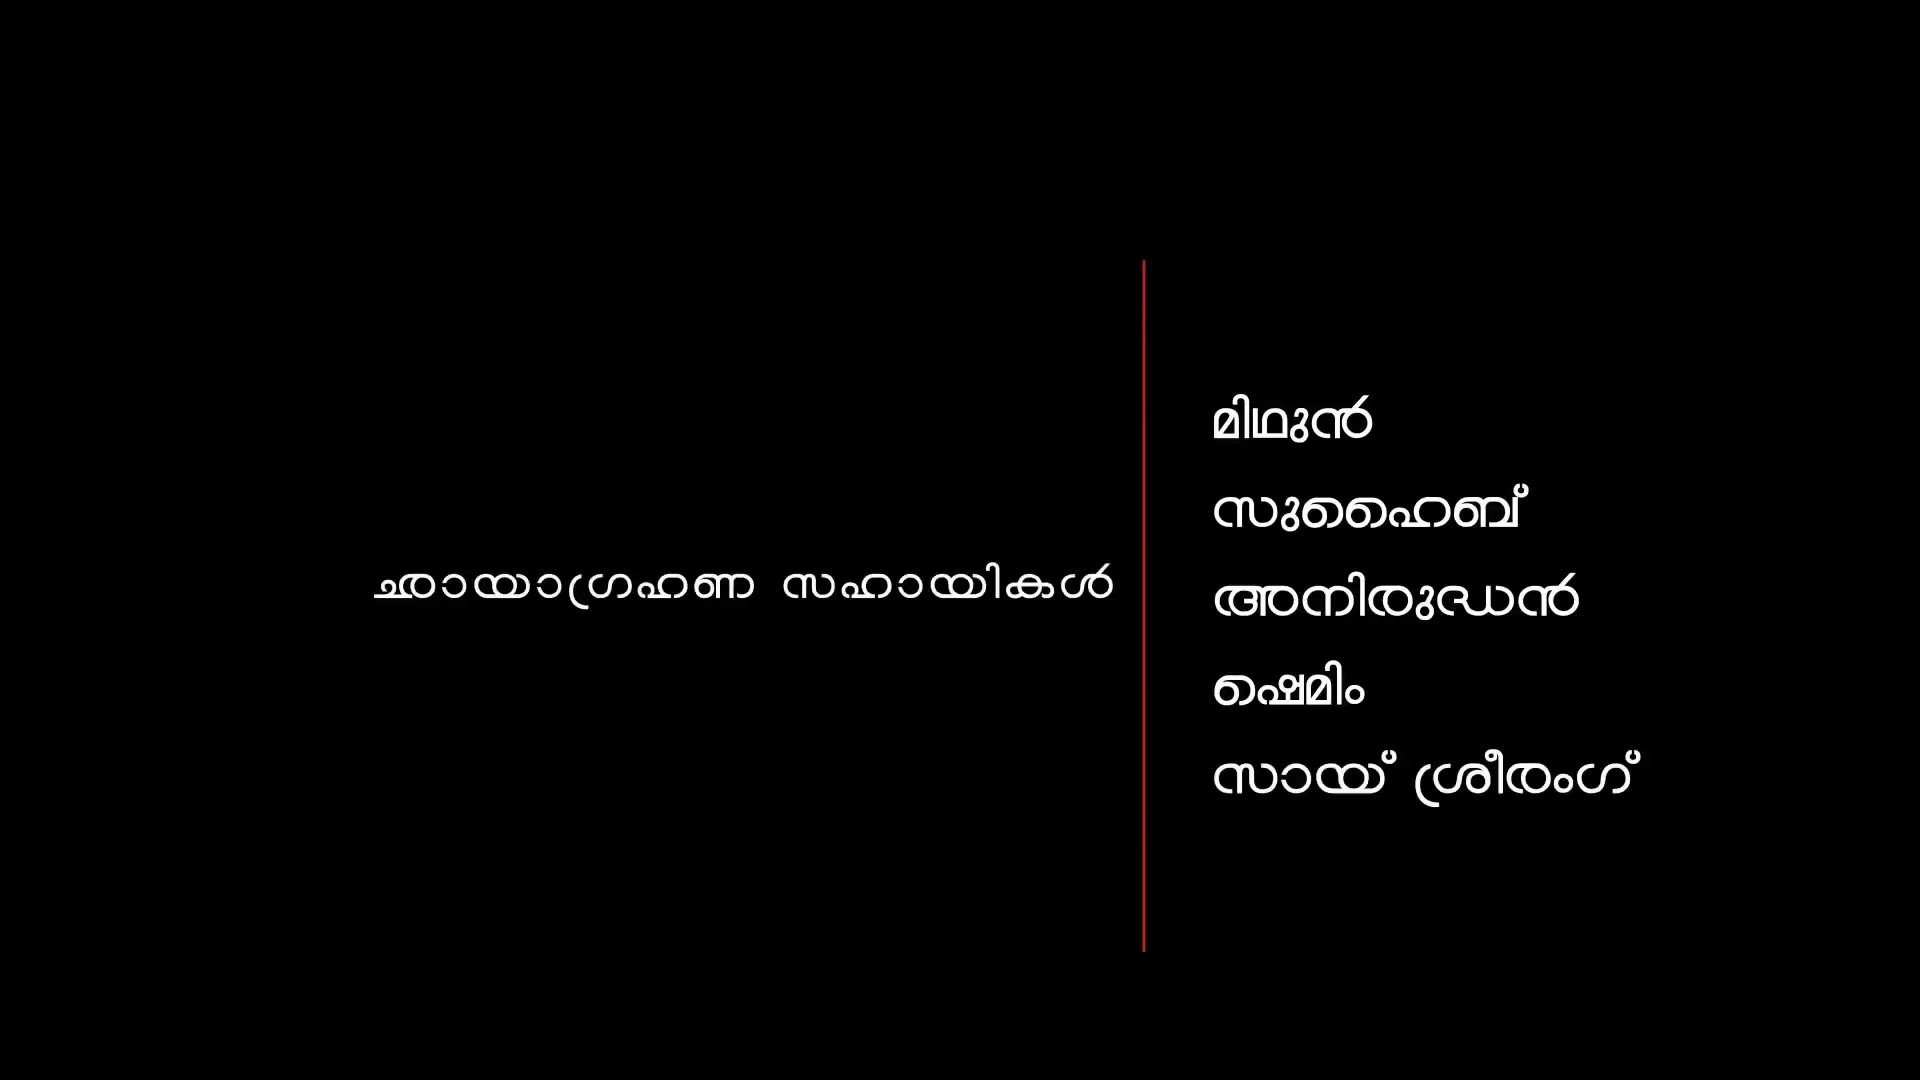 ഛായാഗ്രഹണ സഹായികൾ
മിഥുൻ
സുഹൈബ്
അനിരുദ്ധൻ
ഷെമിം
സായ് ശ്രീരംഗ്